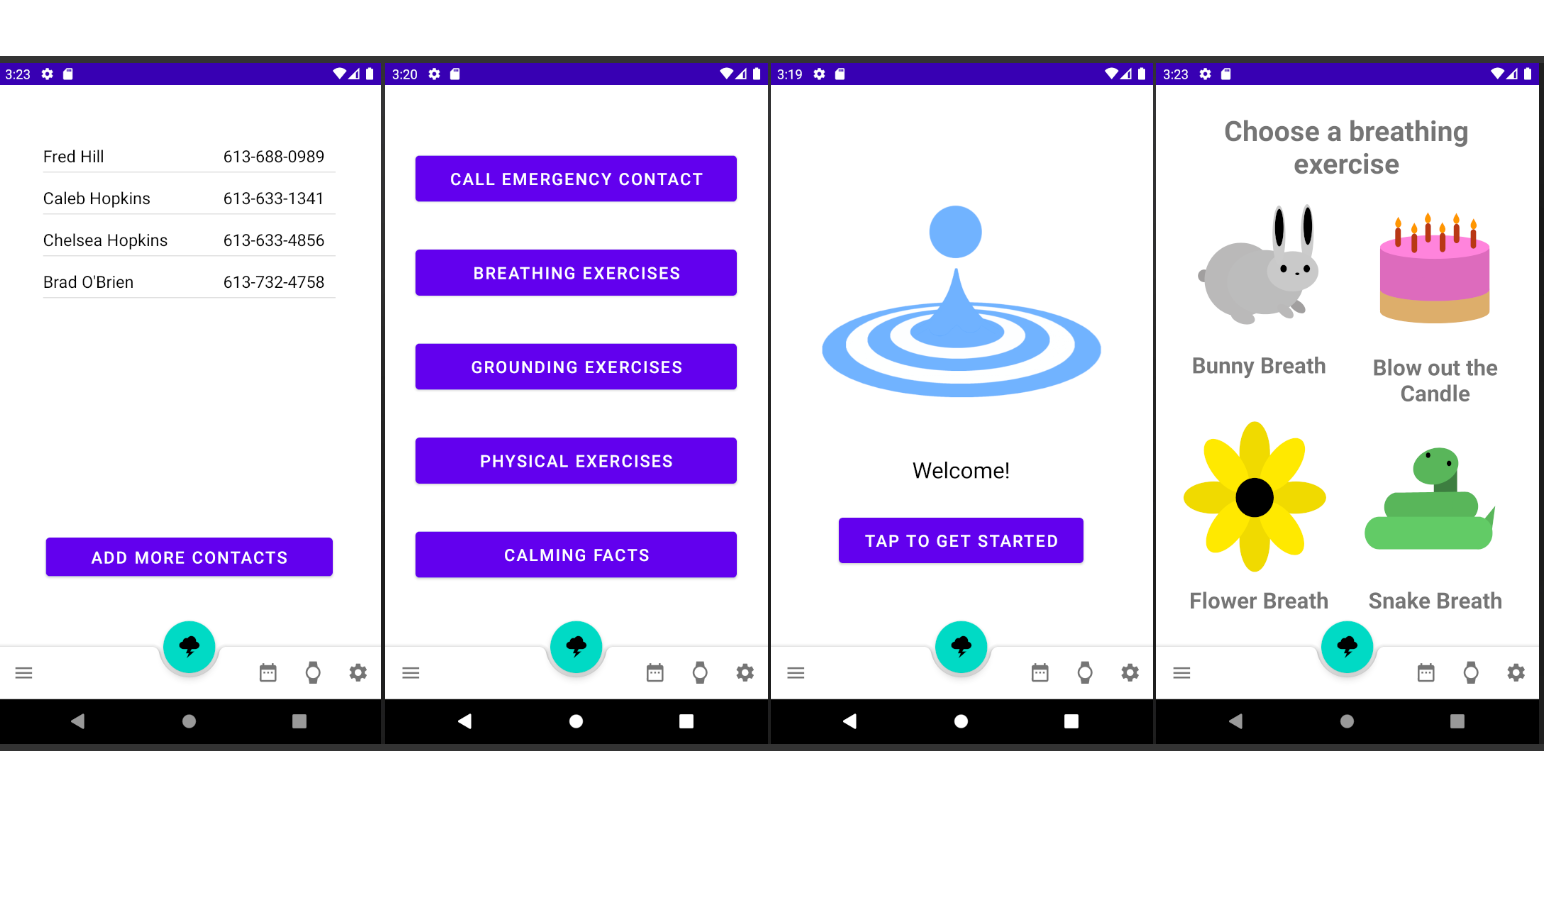 3:23
Fred Hill 613-688-0989
Caleb Hopkins 613-633-1341
Chelsea Hopkins 613-633-4856
Brad O'Brien 613-732-4758
ADD MORE CONTACTS
3:20
CALL EMERGENCY CONTACT
BREATHING EXERCISES
GROUNDING EXERCISES
PHYSICAL EXERCISES
CALMING FACTS
3:19
Welcome!
TAP TO GET STARTED
3:23
Choose a breathing
exercise
Bunny Breath
Blow out the
Candle
Flower Breath
Snake Breath